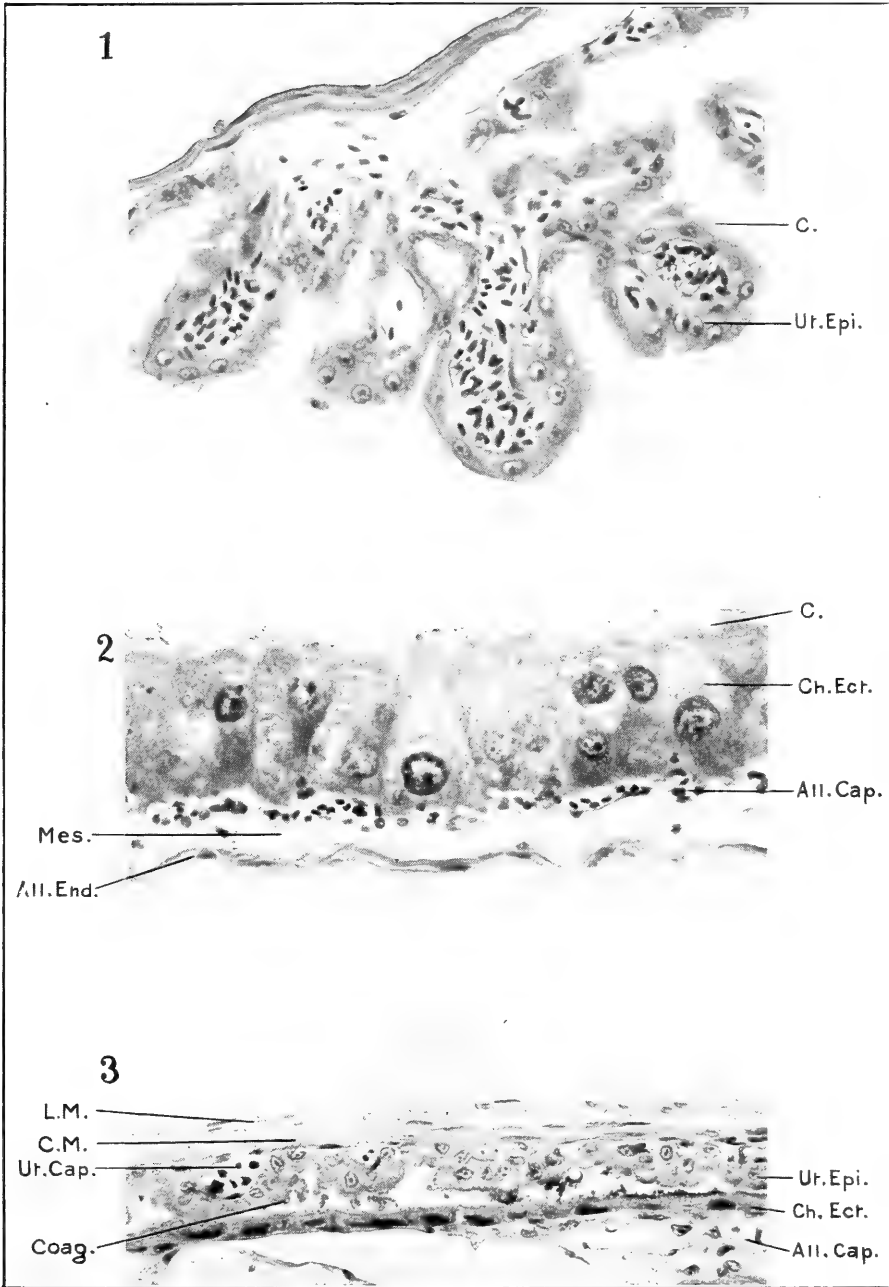 1
C.
Ut.Epi.
2
C.
Ch.Ect.
All.Cap.
Mes.
All.End.
3
L.M.
C.M.
Ut.Cap.
Ut.Epi.
Ch.Ect.
Coag.
All.Cap.